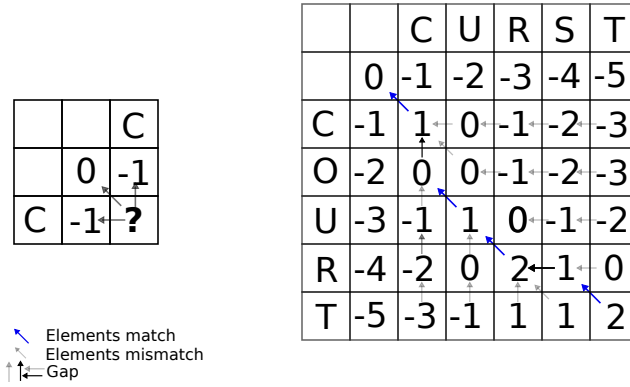 C
0 -1
C -1 ?
C U R S T
0 -1 -2 -3 -4 -5
C -1 1 0 -1 -2 -3
O -2 0 0 -1 -2 -3
U -3 -1 1 0 -1 -2
R -4 -2 0 2 1 0
T -5 -3 -1 1 1 2
Elements match
Elements mismatch
Gap